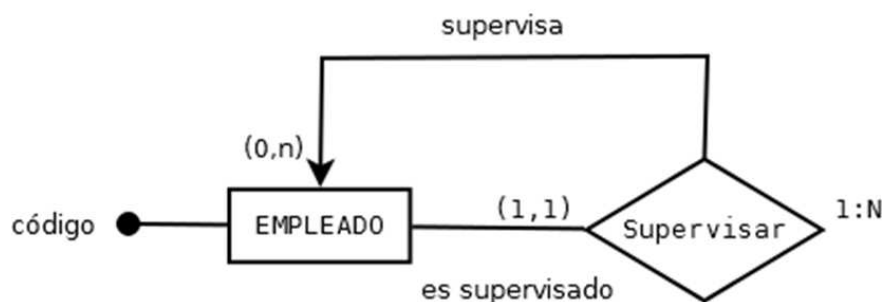 supervisa
(0,n)
código
EMPLEADO
(1,1)
Supervisar
1:N
es supervisado